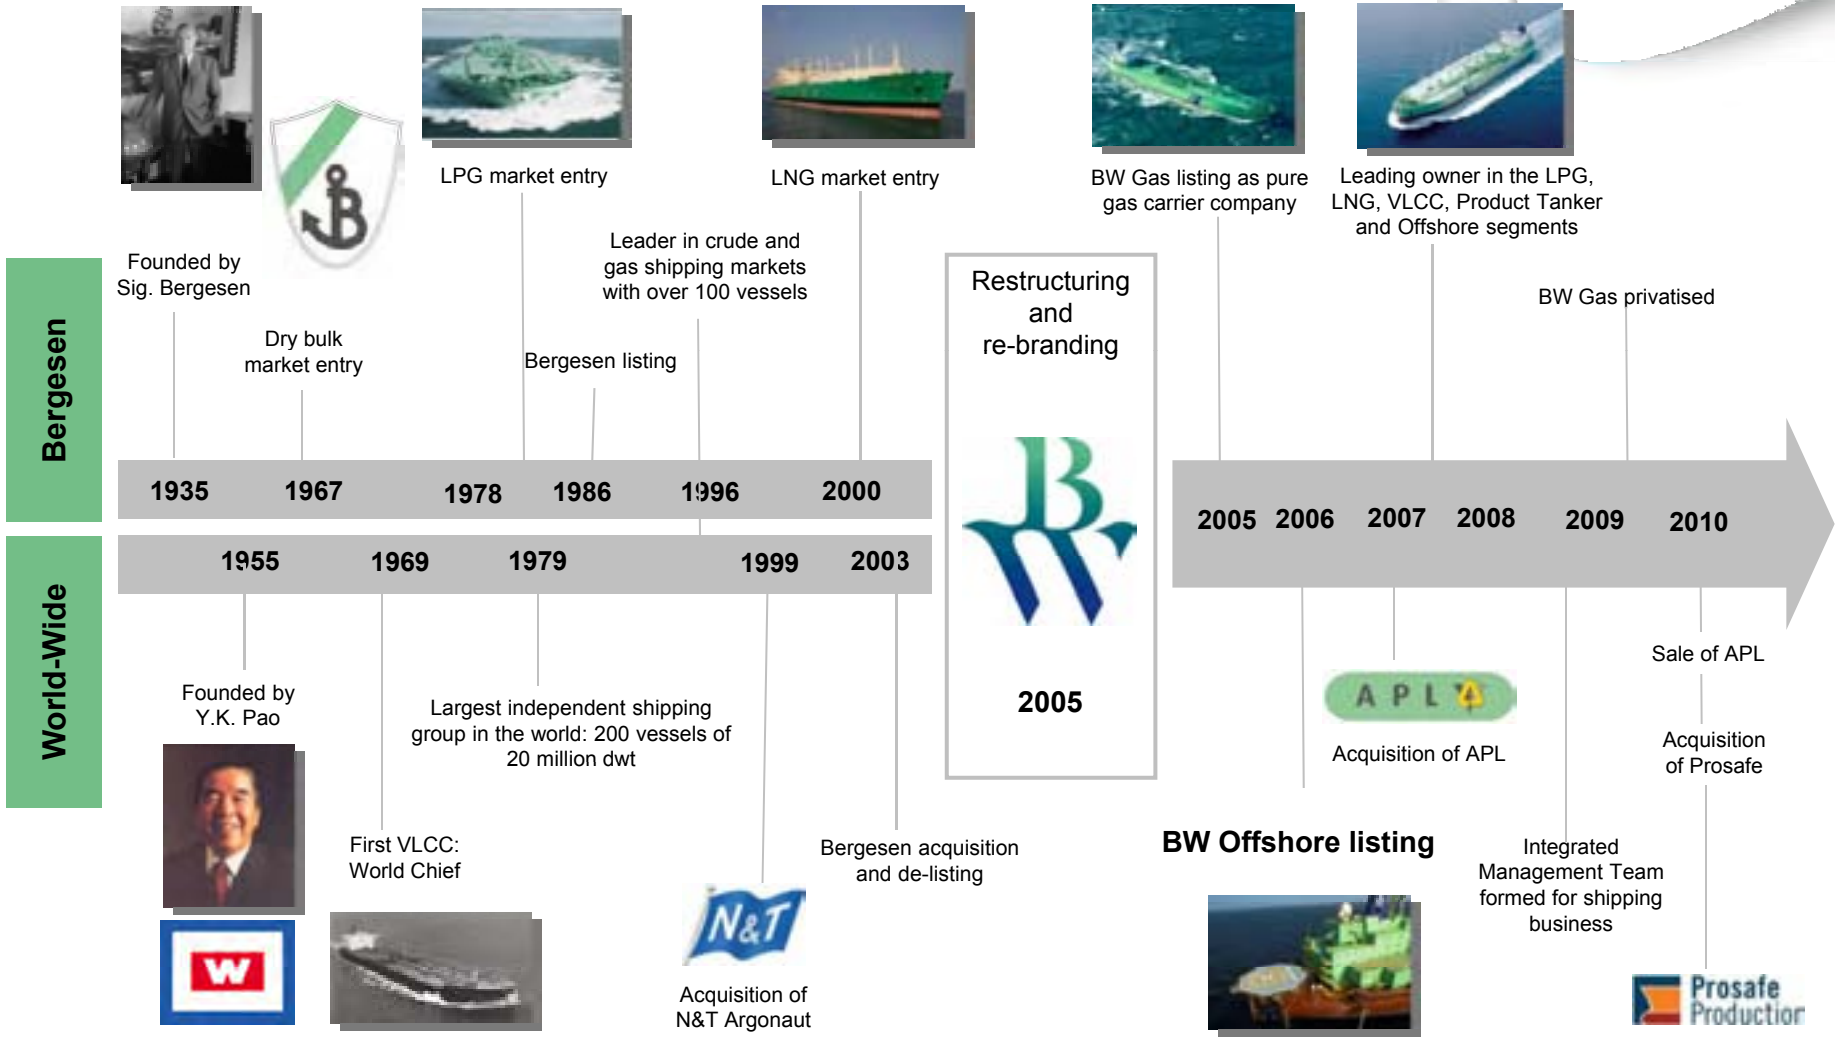 LPG market entry
LNG market entry
BW Gas listing as pure
gas carrier company
Leading owner in the LPG,
LNG, VLCC, Product Tanker
and Offshore segments
Founded by
Sig. Bergesen
Dry bulk
market entry
Bergesen listing
Leader in crude and
gas shipping markets
with over 100 vessels
BW Gas privatised
Restructuring
and
re-branding
BW
2005
Bergesen
1935
1967
1978
1986
1996
2000
World-Wide
1955
1969
1979
1999
2003
2005
2006
2007
2008
2009
2010
Founded by
Y.K. Pao
W
First VLCC:
World Chief
Largest independent shipping
group in the world: 200 vessels of
20 million dwt
N&T
Acquisition of
N&T Argonaut
Bergesen acquisition
and de-listing
BW Offshore listing
APL
Acquisition of APL
Integrated
Management Team
formed for shipping
business
Sale of APL
Acquisition
of Prosafe
Prosafe
Production
B